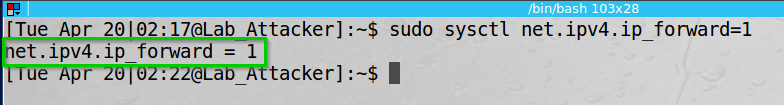 /bin/bash 103x28
[Tue Apr 20|02:17@Lab_Attacker]:~$ sudo sysctl net.ipv4.ip_forward=1
net.ipv4.ip_forward = 1
[Tue Apr 20|02:22@Lab_Attacker]:~$